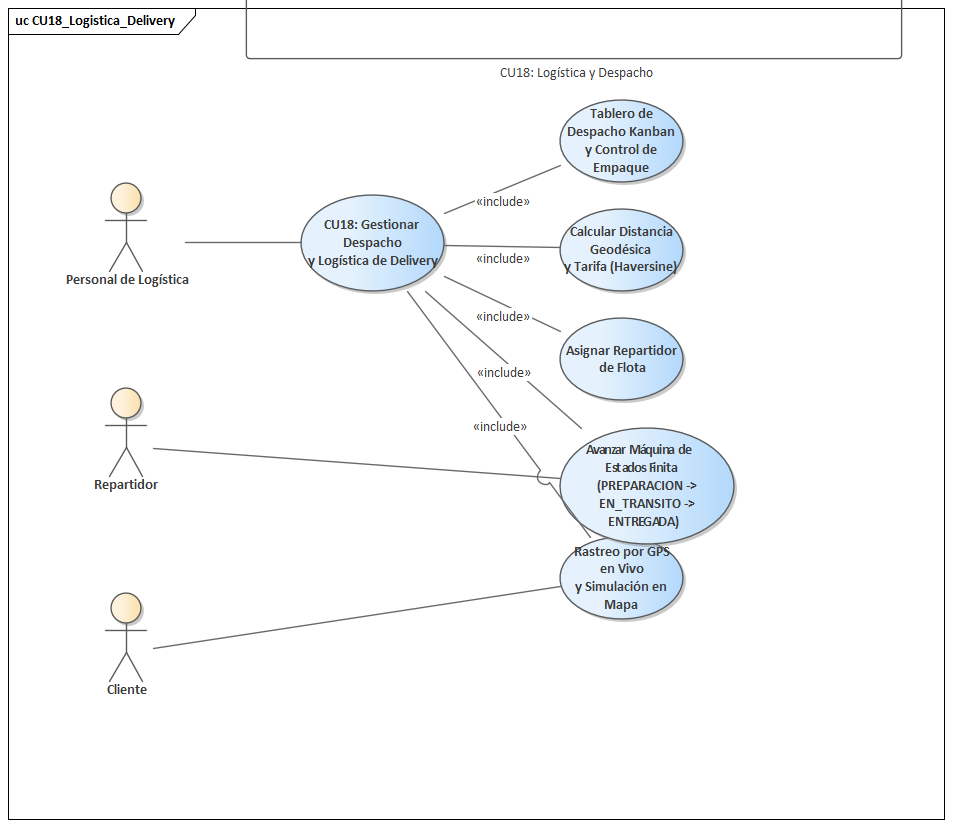 uc CU18_Logistica_Delivery
CU18: Logística y Despacho
Tablero de
Despacho Kanban
y Control de
Empaque
«include»
CU18: Gestionar
Despacho
y Logística de Delivery
Personal de Logística
Calcular Distancia
Geodésica
y Tarifa (Haversine)
«include»
«include»
Asignar Repartidor
de Flota
«include»
«include»
Repartidor
Avanzar Máquina de
Estados Finita
(PREPARACION ->
EN_TRANSITO ->
ENTREGADA)
Rastreo por GPS
en Vivo
y Simulación en
Mapa
Cliente